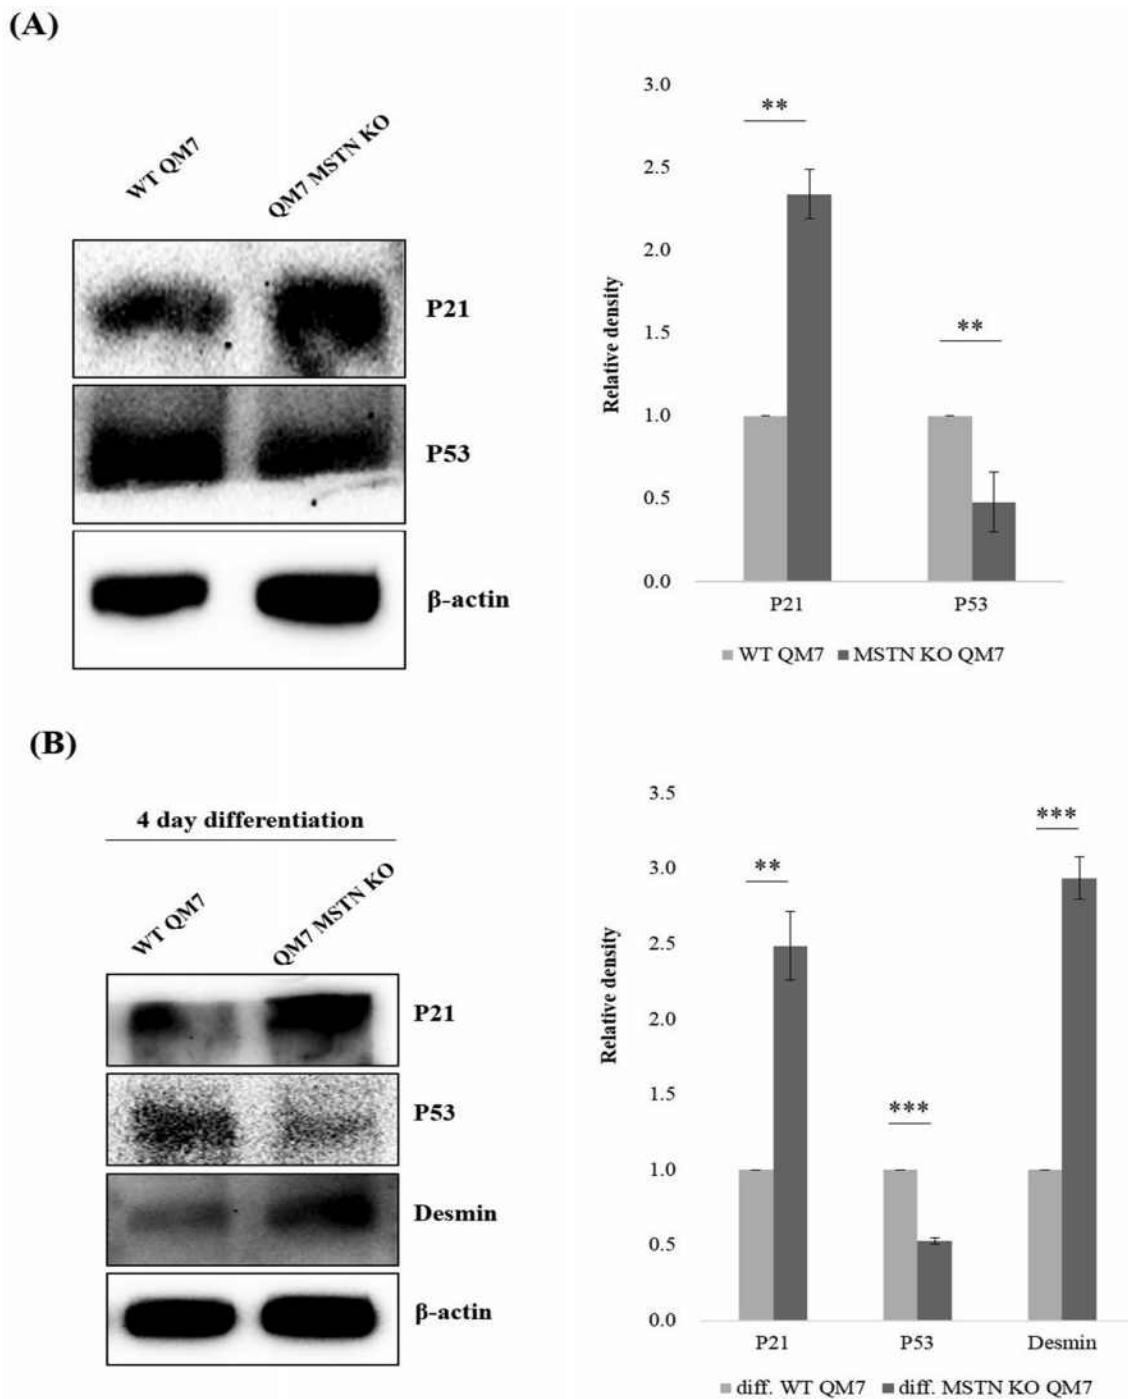 (A)
WT QM7
QM7 MSTN KO
P21
P53
β-actin
3.0
2.5
2.0
1.5
1.0
0.5
0.0
Relative density
**
**
P21
P53
WT QM7 MSTN KO QM7
(B)
4 day differentiation
WT QM7
QM7 MSTN KO
P21
P53
Desmin
β-actin
3.5
3.0
2.5
2.0
1.5
1.0
0.5
0.0
Relative density
**
***
***
P21
P53
Desmin
diff. WT QM7 diff. MSTN KO QM7